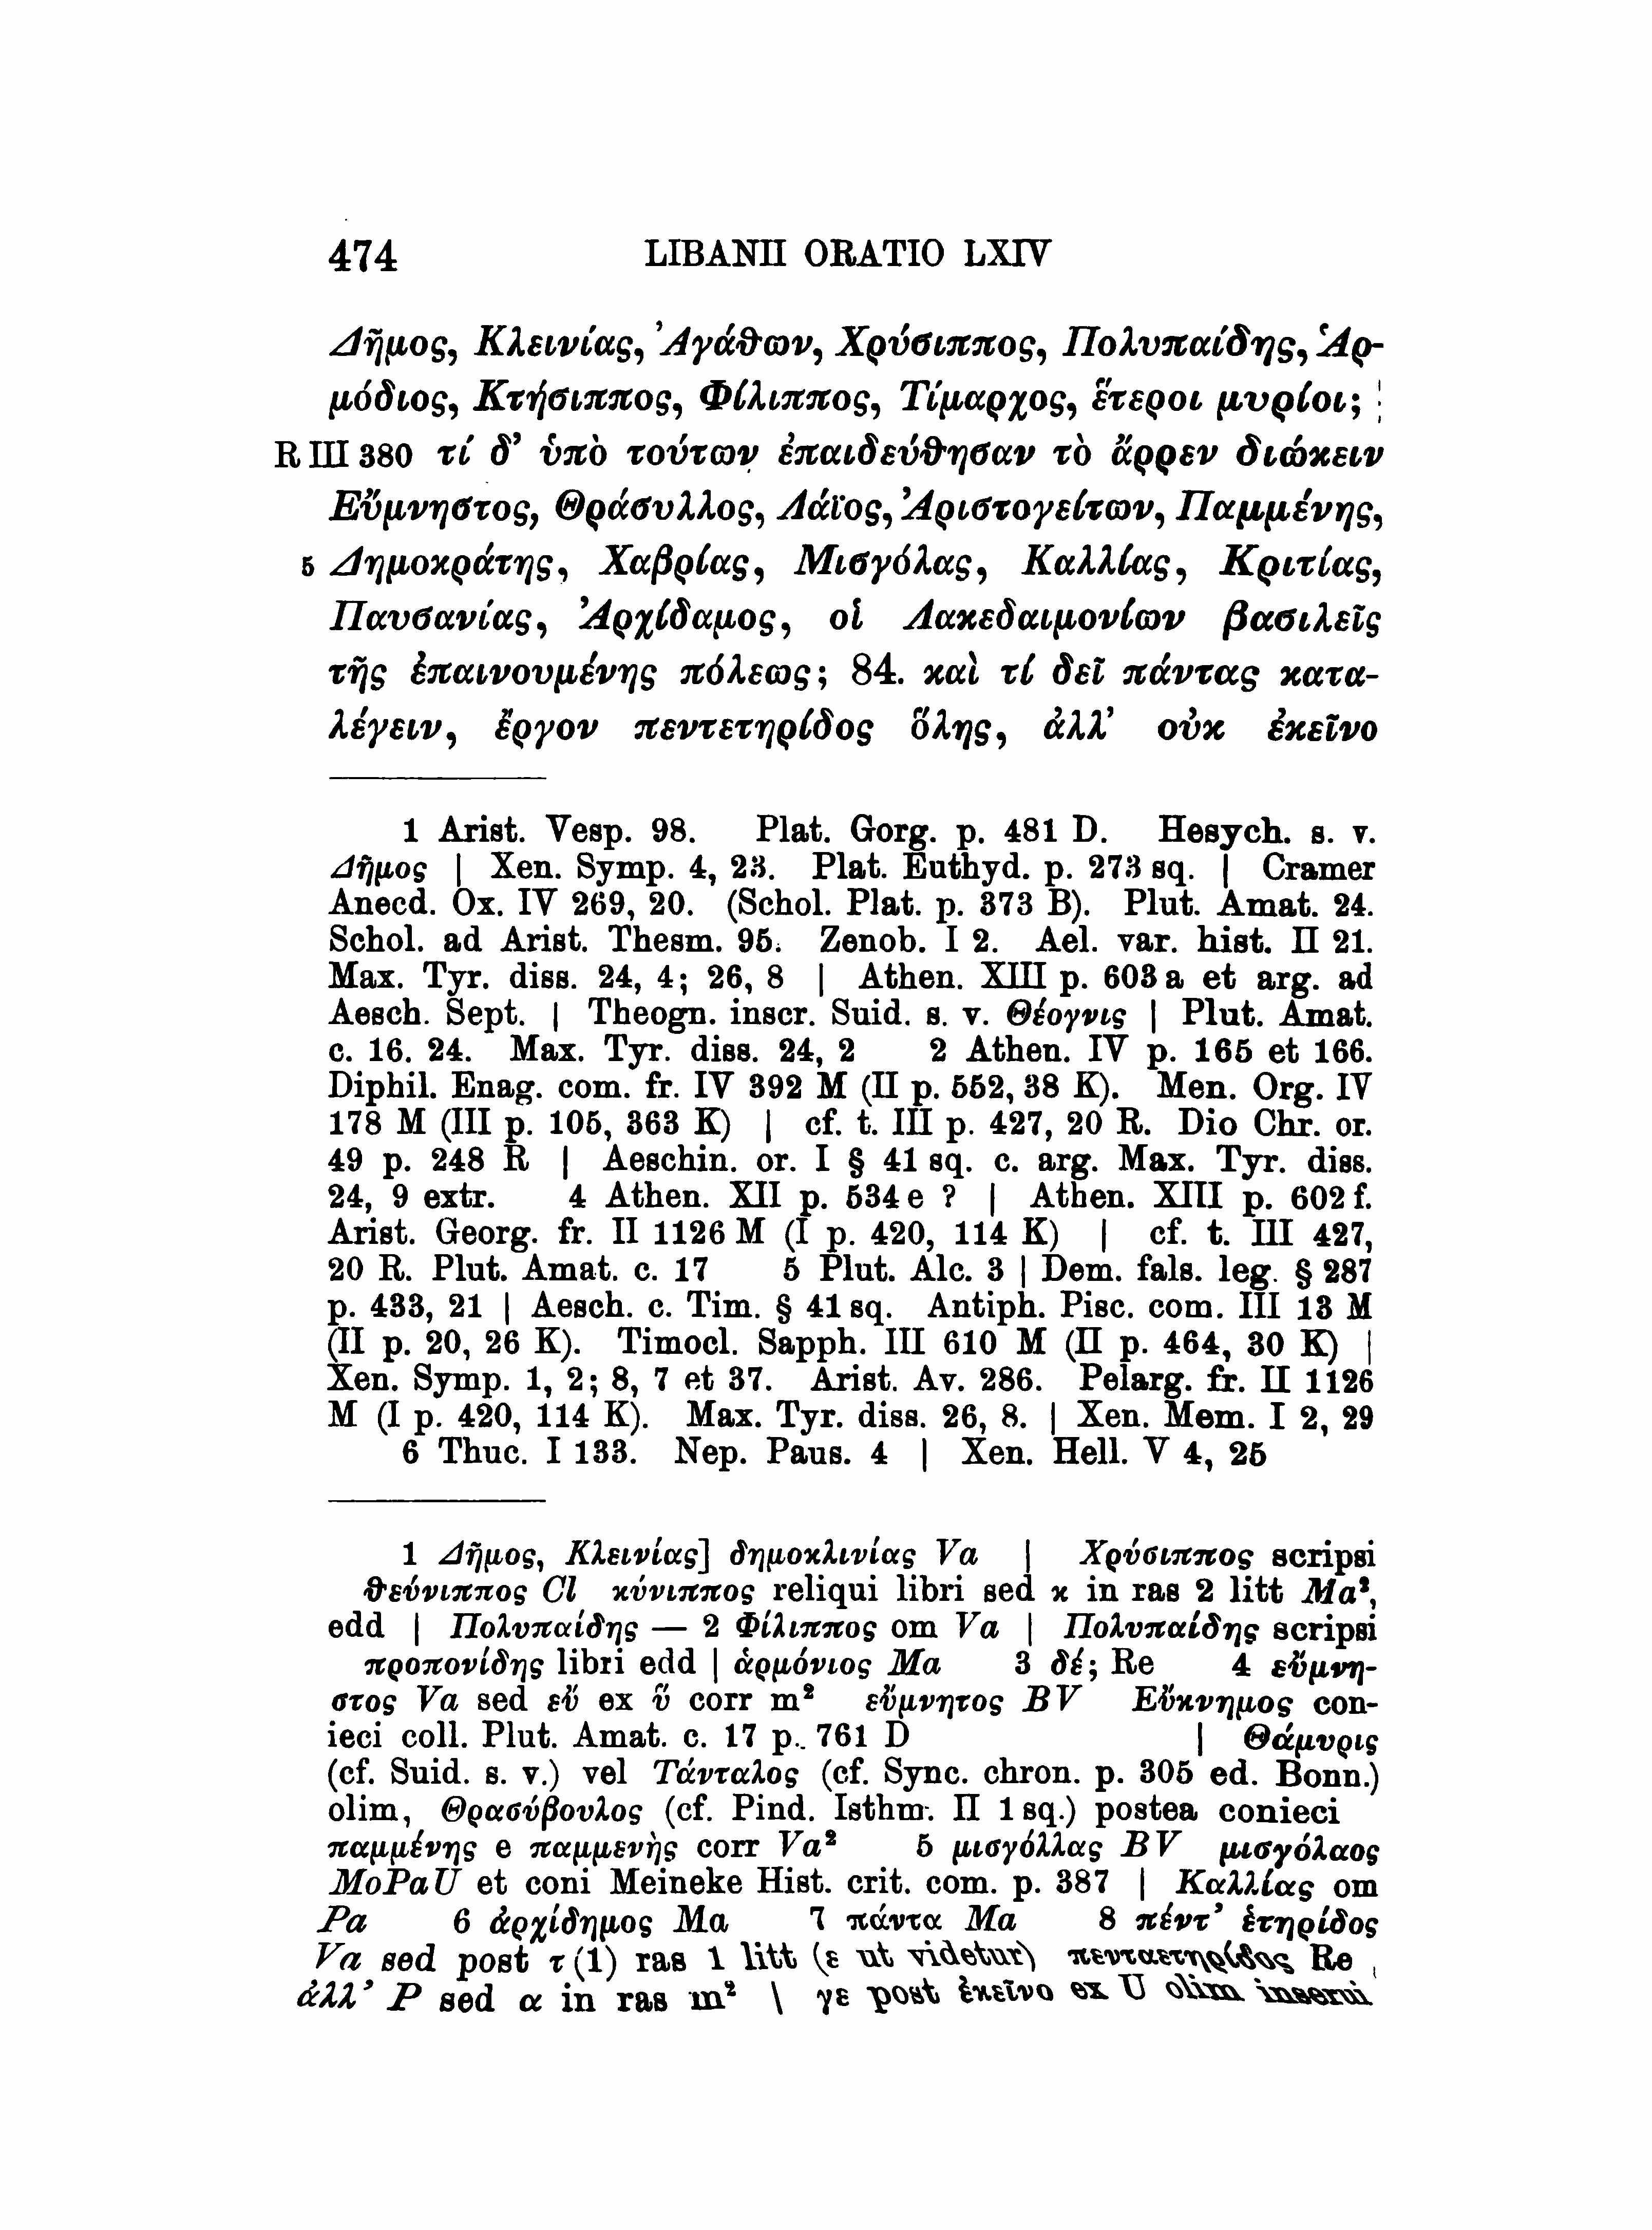 474 LIBANII ORATIO LXIV
Δῆμος, Κλεινίας, Ἀγάθων, Χρύσιππος, Πολυπαίδης, Ἁρ-
μόδιος, Κτήσιππος, Φίλιππος, Τίμαρχος, ἕτεροι μυρίοι;
R III 380 τί δ’ ὑπὸ τούτων ἐπαιδεύθησαν τὸ ἄρρεν διώκειν
Εὔμνηστος, Θράσυλλος, Λάϊος, Ἀριστογείτων, Παμμένης,
5 Δημοκράτης, Χαβρίας, Μισγόλας, Καλλίας, Κριτίας,
Παυσανίας, Ἀρχίδαμος, οἱ Λακεδαιμονίων βασιλεῖς
τῆς ἐπαινουμένης πόλεως; 84. καὶ τί δεῖ πάντας κατα-
λέγειν, ἔργον πεντετηρίδος ὅλης, ἀλλ’ οὐκ ἐκεῖνο
1 Arist. Vesp. 98. Plat. Gorg. p. 481 D. Hesych. s. v.
Δῆμος | Xen. Symp. 4, 23. Plat. Euthyd. p. 273 sq. | Cramer
Anecd. Ox. IV 269, 20. (Schol. Plat. p. 373 B). Plut. Amat. 24.
Schol. ad Arist. Thesm. 95. Zenob. I 2. Ael. var. hist. II 21.
Max. Tyr. diss. 24, 4; 26, 8 | Athen. XIII p. 603 a et arg. ad
Aesch. Sept. | Theogn. inscr. Suid. s. v. Θέογνις | Plut. Amat.
c. 16. 24. Max. Tyr. diss. 24, 2 2 Athen. IV p. 165 et 166.
Diphil. Enag. com. fr. IV 392 M (II p. 552, 38 K). Men. Org. IV
178 M (III p. 105, 363 K) | cf. t. III p. 427, 20 R. Dio Chr. or.
49 p. 248 R | Aeschin. or. I § 41 sq. c. arg. Max. Tyr. diss.
24, 9 extr. 4 Athen. XII p. 534 e ? | Athen. XIII p. 602 f.
Arist. Georg. fr. II 1126 M (I p. 420, 114 K) | cf. t. III 427,
20 R. Plut. Amat. c. 17 5 Plut. Alc. 3 | Dem. fals. leg. § 287
p. 433, 21 | Aesch. c. Tim. § 41 sq. Antiph. Pisc. com. III 13 M
(II p. 20, 26 K). Timocl. Sapph. III 610 M (II p. 464, 30 K) |
Xen. Symp. 1, 2; 8, 7 et 37. Arist. Av. 286. Pelarg. fr. II 1126
M (I p. 420, 114 K). Max. Tyr. diss. 26, 8. | Xen. Mem. I 2, 29
6 Thuc. I 133. Nep. Paus. 4 | Xen. Hell. V 4, 25
1 Δῆμος, Κλεινίας] δημοκλινίας Va | Χρύσιππος scripsi
θεύνιππος Cl κύνιππος reliqui libri sed κ in ras 2 litt Ma²,
edd | Πολυπαίδης — 2 Φίλιππος om Va | Πολυπαίδης scripsi
προπονίδης libri edd | ἁρμόνιος Ma 3 δέ; Re 4 εὔμνη-
στος Va sed εὔ ex ὔ corr m² εὔμνητος BV Εὔκνημος con-
ieci coll. Plut. Amat. c. 17 p. 761 D | Θάμυρις
(cf. Suid. s. v.) vel Τάνταλος (cf. Sync. chron. p. 305 ed. Bonn.)
olim, Θρασύβουλος (cf. Pind. Isthm. II 1 sq.) postea conieci
παμμένης e παμμενὴς corr Va² 5 μισγόλλας BV μισγόλαος
MoPaU et coni Meineke Hist. crit. com. p. 387 | Καλλίας om
Pa 6 ἀρχίδημος Ma 7 πάντα Ma 8 πέντ’ ἐτηρίδος
Va sed post τ (1) ras 1 litt (ε ut videtur) πενταετηρίδος Re
ἀλλ’ P sed α in ras m² | γε post ἐκεῖνο ex U olim inserui